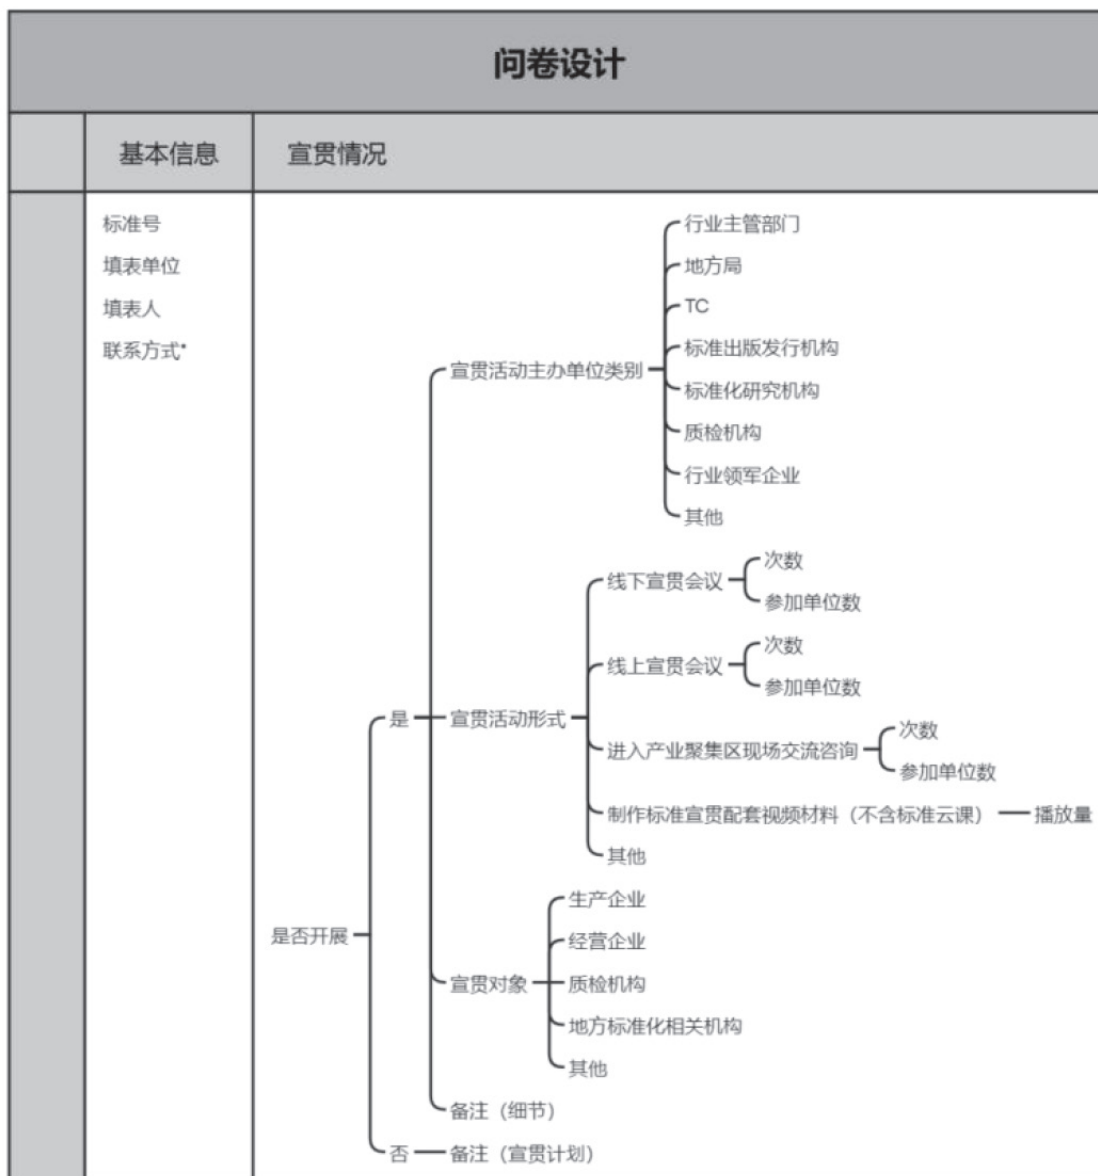 问卷设计
基本信息
宣贯情况
标准号
填表单位
填表人
联系方式*
是否开展
是
宣贯活动主办单位类别
行业主管部门
地方局
TC
标准出版发行机构
标准化研究机构
质检机构
行业领军企业
其他
宣贯活动形式
线下宣贯会议
次数
参加单位数
线上宣贯会议
次数
参加单位数
进入产业聚集区现场交流咨询
次数
参加单位数
制作标准宣贯配套视频材料（不含标准云课）
播放量
其他
宣贯对象
生产企业
经营企业
质检机构
地方标准化相关机构
其他
备注（细节）
否
备注（宣贯计划）